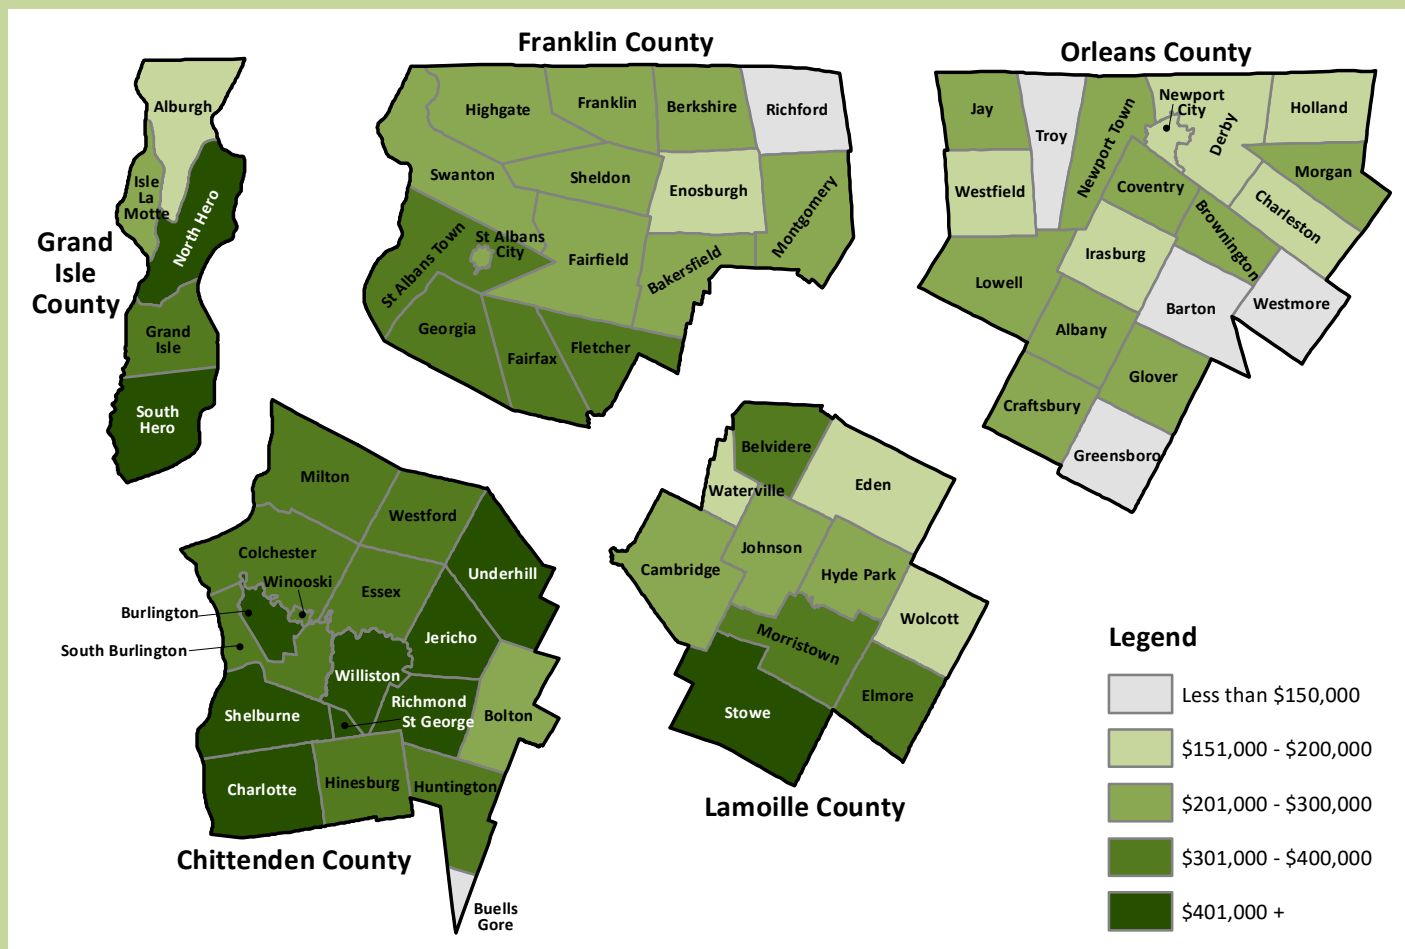 Franklin County
Orleans County
Alburgh
Isle
La
Motte
North Hero
Grand
Isle
County
Grand
Isle
South
Hero
Highgate
Franklin
Berkshire
Richford
Swanton
Sheldon
Enosburgh
Montgomery
St Albans Town
St Albans
City
Fairfield
Bakersfield
Georgia
Fairfax
Fletcher
Jay
Troy
Newport Town
Newport
City
Derby
Holland
Morgan
Westfield
Coventry
Brownington
Charleston
Irasburg
Lowell
Barton
Westmore
Albany
Glover
Craftsbury
Greensboro
Milton
Westford
Colchester
Winooski
Essex
Underhill
Burlington
South Burlington
Jericho
Williston
Richmond
St George
Bolton
Shelburne
Charlotte
Hinesburg
Huntington
Chittenden County
Buells
Gore
Belvidere
Waterville
Eden
Johnson
Cambridge
Hyde Park
Wolcott
Morristown
Elmore
Stowe
Lamoille County
Legend
Less than $150,000
$151,000 - $200,000
$201,000 - $300,000
$301,000 - $400,000
$401,000 +